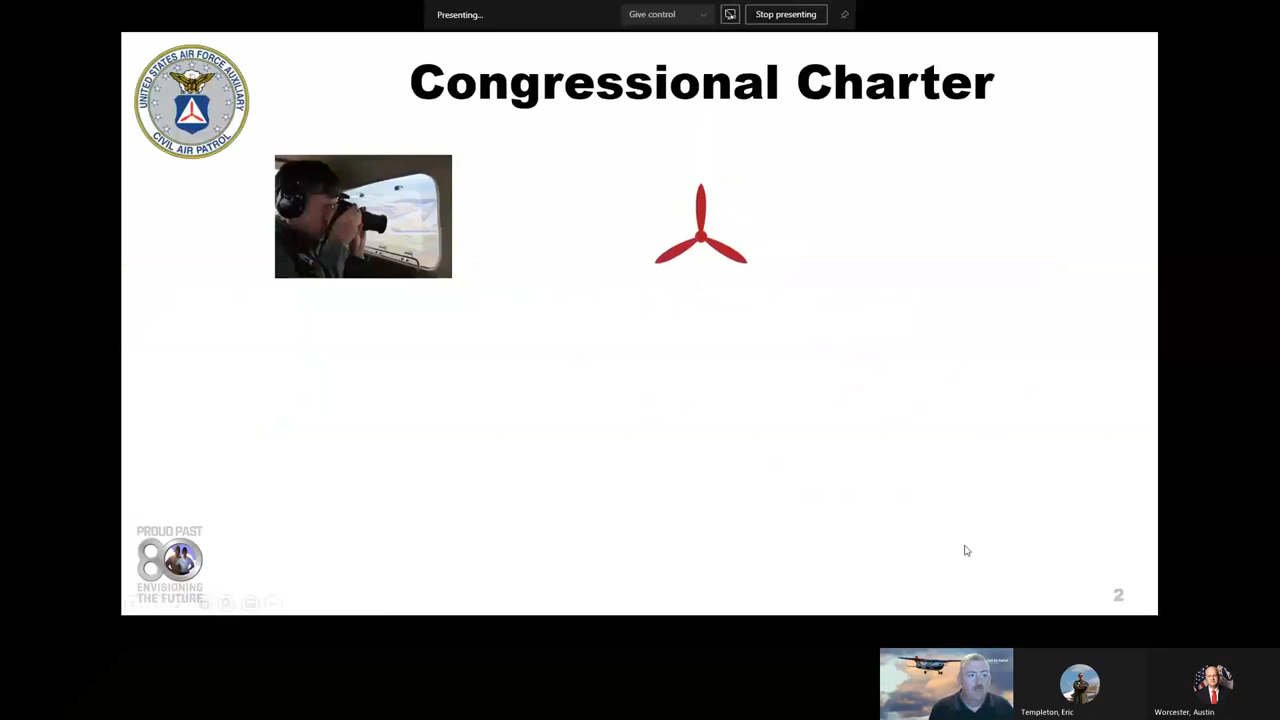 Presenting...
Give control
Stop presenting
UNITED STATES AIR FORCE AUXILIARY
CIVIL AIR PATROL
Congressional Charter
PROUD PAST
80
ENVISIONING
THE FUTURE
2
Templeton, Eric
Worcester, Austin